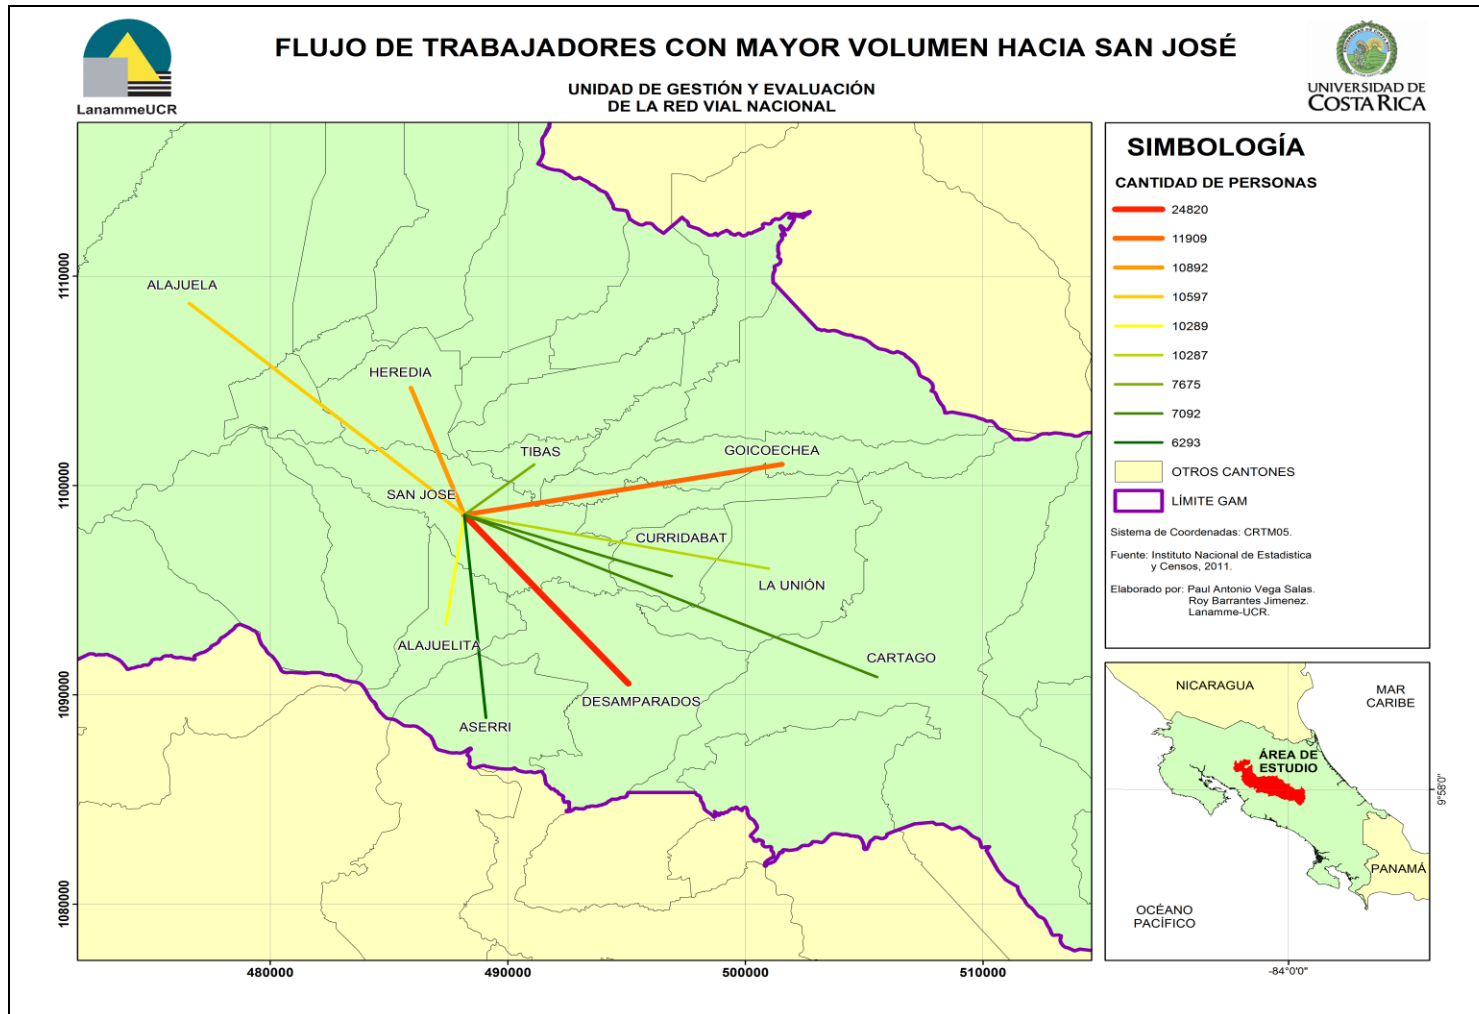 LanammeUCR
FLUJO DE TRABAJADORES CON MAYOR VOLUMEN HACIA SAN JOSÉ
UNIDAD DE GESTIÓN Y EVALUACIÓN
DE LA RED VIAL NACIONAL
UNIVERSIDAD DE
COSTA RICA
1110000
1100000
1090000
1080000
480000
490000
500000
510000
ALAJUELA
HEREDIA
TIBAS
GOICOECHEA
SAN JOSE
CURRIDABAT
LA UNIÓN
ALAJUELITA
CARTAGO
DESAMPARADOS
ASERRI
SIMBOLOGÍA
CANTIDAD DE PERSONAS
24820
11909
10892
10597
10289
10287
7675
7092
6293
OTROS CANTONES
LÍMITE GAM
Sistema de Coordenadas: CRTM05.
Fuente: Instituto Nacional de Estadistica
y Censos, 2011.
Elaborado por: Paul Antonio Vega Salas.
Roy Barrantes Jimenez.
Lanamme-UCR.
NICARAGUA
MAR
CARIBE
ÁREA DE
ESTUDIO
PANAMÁ
OCÉANO
PACÍFICO
9°58'0"
-84°0'0"